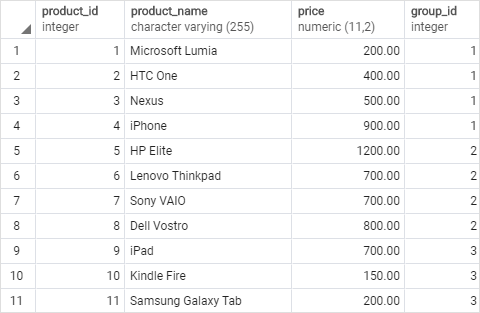 product_id product_name price group_id
integer character varying (255) numeric (11,2) integer
1 1 Microsoft Lumia 200.00 1
2 2 HTC One 400.00 1
3 3 Nexus 500.00 1
4 4 iPhone 900.00 1
5 5 HP Elite 1200.00 2
6 6 Lenovo Thinkpad 700.00 2
7 7 Sony VAIO 700.00 2
8 8 Dell Vostro 800.00 2
9 9 iPad 700.00 3
10 10 Kindle Fire 150.00 3
11 11 Samsung Galaxy Tab 200.00 3